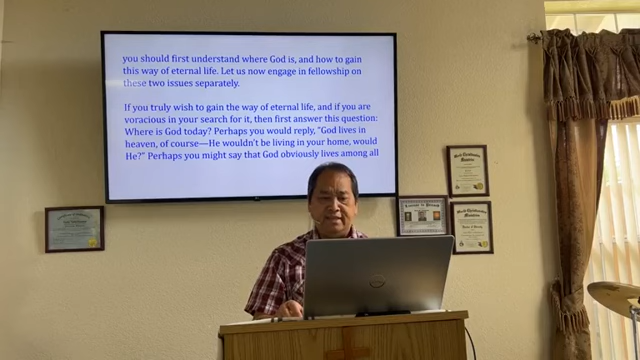 you should first understand where God is, and how to gain
this way of eternal life. Let us now engage in fellowship on
these two issues separately.
If you truly wish to gain the way of eternal life, and if you are
voracious in your search for it, then first answer this question:
Where is God today? Perhaps you would reply, “God lives in
heaven, of course—He wouldn’t be living in your home, would
He?” Perhaps you might say that God obviously lives among all